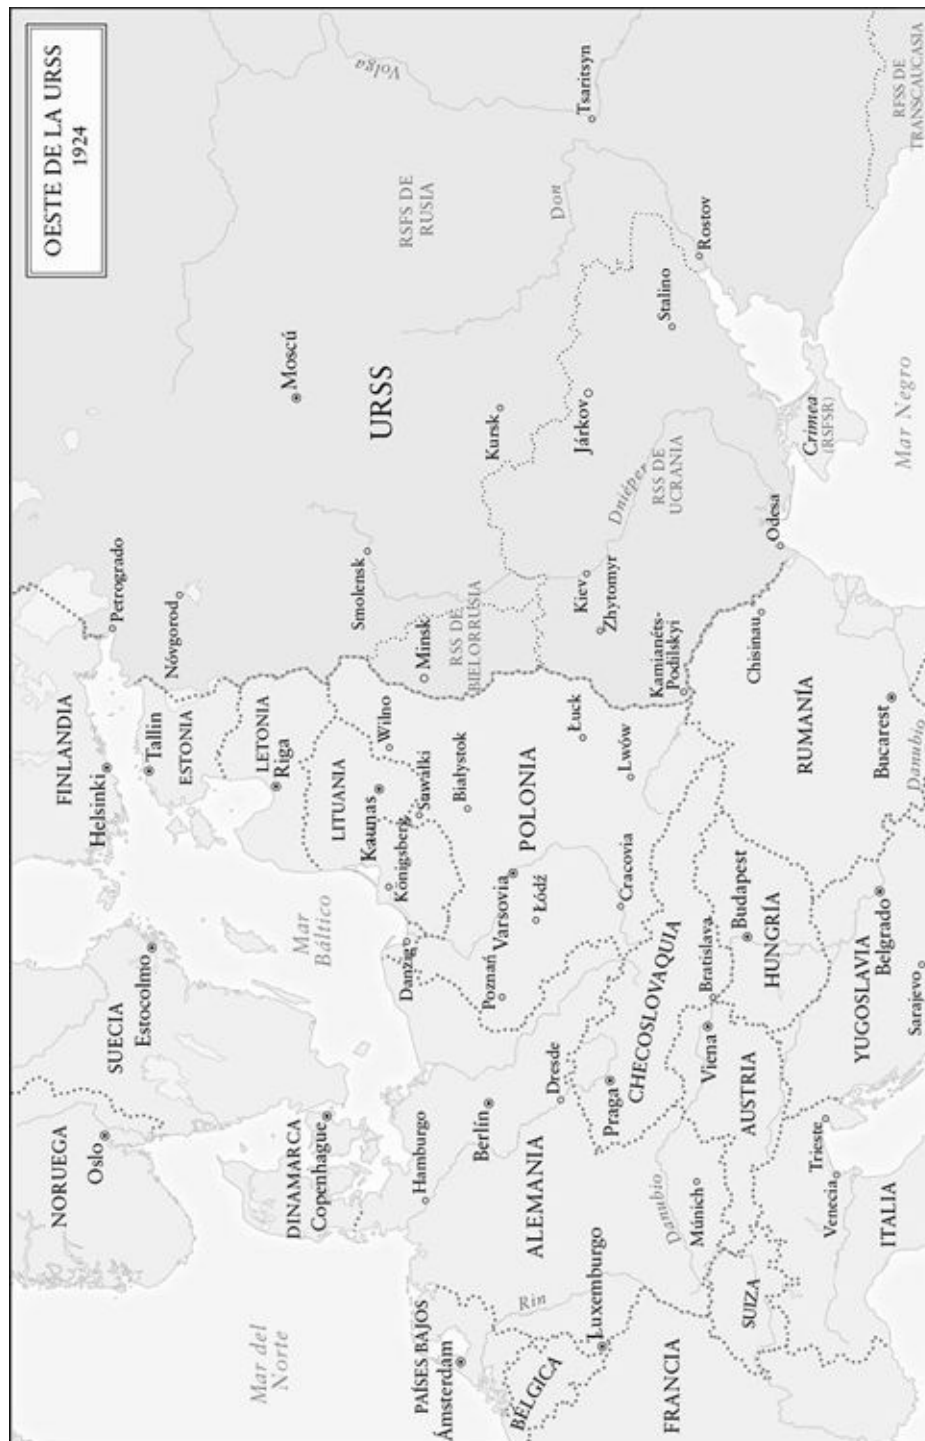 OESTE DE LA URSS
1924
NORUEGA
Oslo
SUECIA
Estocolmo
FINLANDIA
Helsinki
Petrogrado
Tallin
ESTONIA
Nóvgorod
Volga
Mar del
Norte
DINAMARCA
Copenhague
Mar
Báltico
LETONIA
Riga
Moscú
LITUANIA
Kaunas
Wilno
Smolensk
URSS
RSFS DE
RUSIA
PAÍSES BAJOS
Ámsterdam
Hamburgo
Danzig
Königsberg
Suwałki
Minsk
RSS DE
BIELORRUSIA
Berlín
Poznań
Varsovia
Białystok
Kursk
Rin
ALEMANIA
Łódź
POLONIA
BÉLGICA
Dresde
Luxemburgo
Praga
Cracovia
Łuck
Lwów
Kiev
Zhytomyr
Járkov
Dniéper
Don
Tsaritsyn
CHECOSLOVAQUIA
Kamianéts-
Podilskyi
RSS DE
UCRANIA
Stalino
Rostov
FRANCIA
Danubio
Múnich
Viena
Bratislava
SUIZA
AUSTRIA
Budapest
HUNGRÍA
Chisinau
Odesa
RUMANÍA
Crimea
(RSFSR)
Trieste
Venecia
ITALIA
YUGOSLAVIA
Belgrado
Sarajevo
Bucarest
Danubio
Mar Negro
RFSS DE
TRANSCAUCASIA